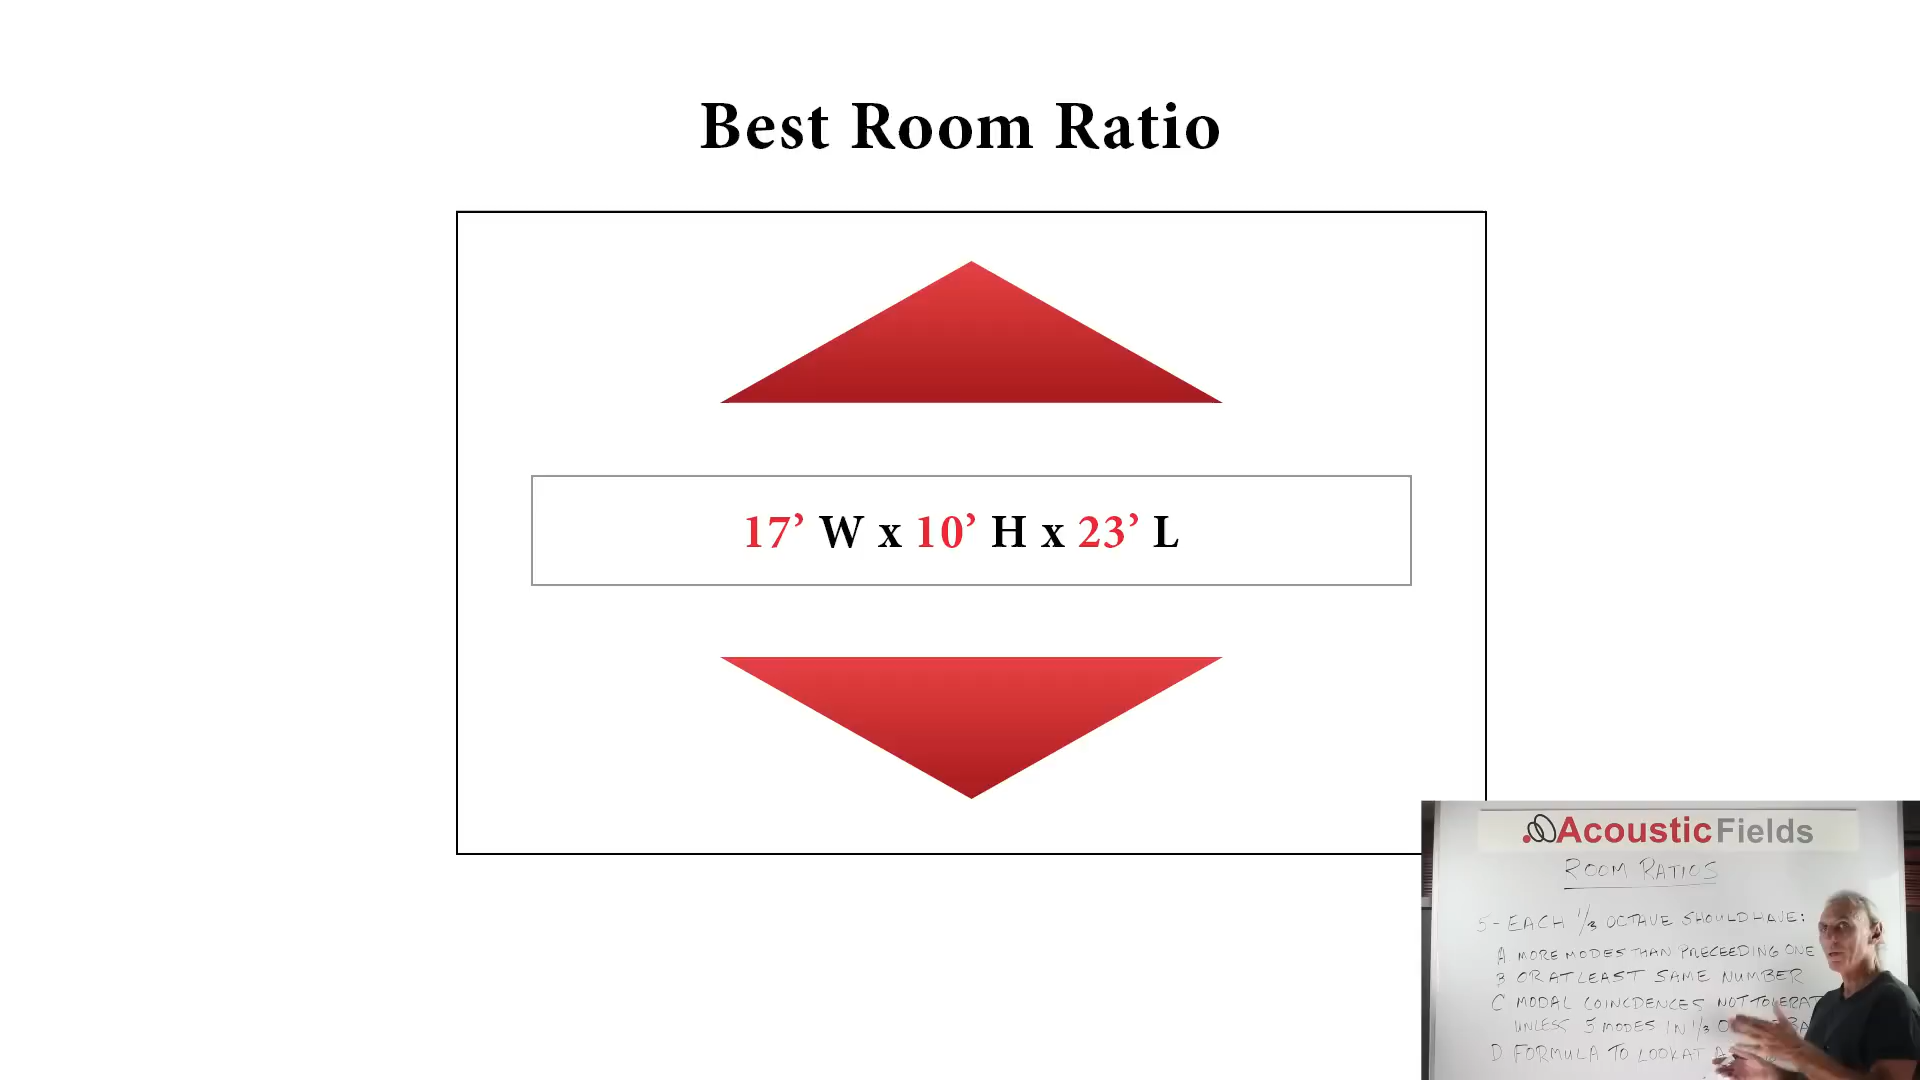 Best Room Ratio
17’ W x 10’ H x 23’ L
AcousticFields
ROOM RATIOS
5- EACH 1/3 OCTAVE SHOULD HAVE:
A MORE MODES THAN PRECEEDING ONE
B OR AT LEAST SAME NUMBER
C MODAL COINCDENCES NOT TOLERAT
UNLESS 5 MODES IN 1/3
D FORMULA TO LOOK AT